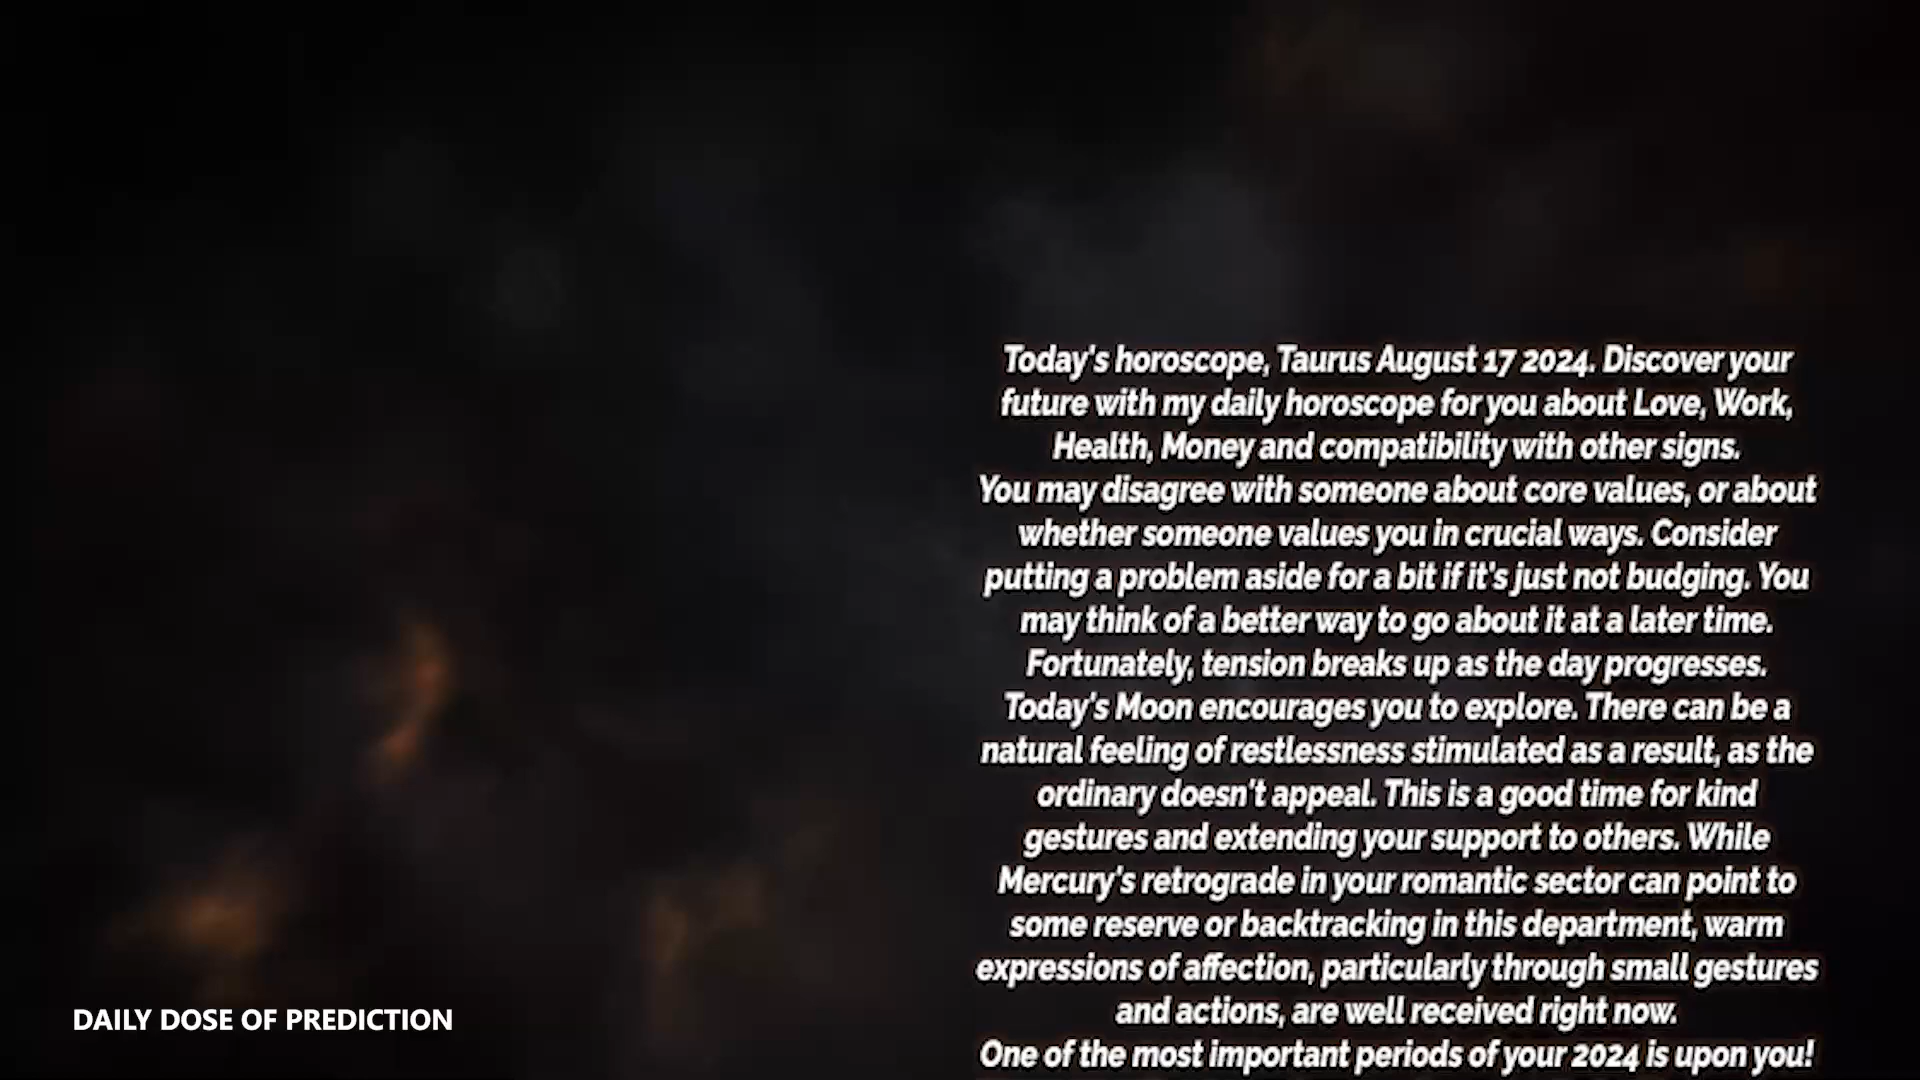 Today's horoscope, Taurus August 17 2024. Discover your
future with my daily horoscope for you about Love, Work,
Health, Money and compatibility with other signs.
You may disagree with someone about core values, or about
whether someone values you in crucial ways. Consider
putting a problem aside for a bit if it's just not budging. You
may think of a better way to go about it at a later time.
Fortunately, tension breaks up as the day progresses.
Today's Moon encourages you to explore. There can be a
natural feeling of restlessness stimulated as a result, as the
ordinary doesn't appeal. This is a good time for kind
gestures and extending your support to others. While
Mercury's retrograde in your romantic sector can point to
some reserve or backtracking in this department, warm
expressions of affection, particularly through small gestures
and actions, are well received right now.
One of the most important periods of your 2024 is upon you!
DAILY DOSE OF PREDICTION